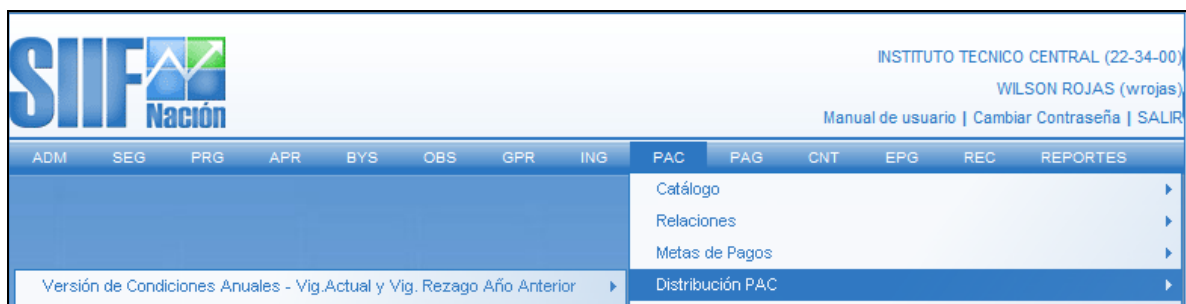 SIIF
Nación
INSTITUTO TECNICO CENTRAL (22-34-00)
WILSON ROJAS (wrojas)
Manual de usuario | Cambiar Contraseña | SALIR
ADM SEG PRG APR BYS OBS GPR ING PAC PAG CNT EPG REC REPORTES
Catálogo
Relaciones
Metas de Pagos
Versión de Condiciones Anuales - Vig.Actual y Vig. Rezago Año Anterior
Distribución PAC